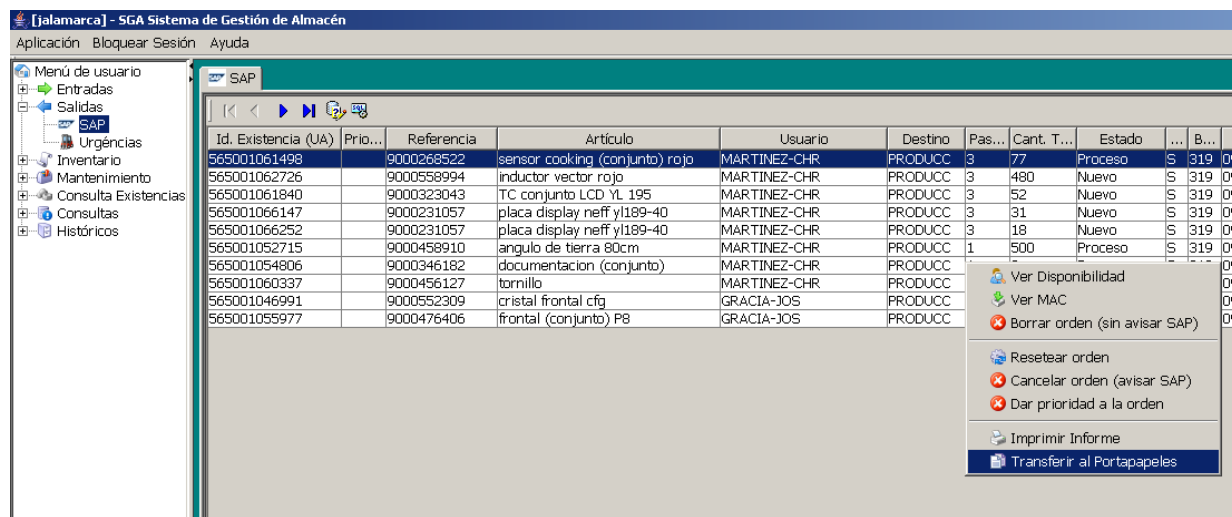 [jalamarca] - SGA Sistema de Gestión de Almacén
Aplicación Bloquear Sesión Ayuda
Menú de usuario
Entradas
Salidas
SAP
Urgéncias
Inventario
Mantenimiento
Consulta Existencias
Consultas
Históricos
SAP
Id. Existencia (UA) Prio... Referencia Artículo Usuario Destino Pas... Cant. T... Estado ... B...
565001061498 9000268522 sensor cooking (conjunto) rojo MARTINEZ-CHR PRODUCC 3 77 Proceso S 319
565001062726 9000558994 inductor vector rojo MARTINEZ-CHR PRODUCC 3 480 Nuevo S 319
565001061840 9000323043 TC conjunto LCD YL 195 MARTINEZ-CHR PRODUCC 3 52 Nuevo S 319
565001066147 9000231057 placa display neff yl189-40 MARTINEZ-CHR PRODUCC 3 31 Nuevo S 319
565001066252 9000231057 placa display neff yl189-40 MARTINEZ-CHR PRODUCC 3 18 Nuevo S 319
565001052715 9000458910 angulo de tierra 80cm MARTINEZ-CHR PRODUCC 1 500 Proceso S 319
565001054806 9000346182 documentacion (conjunto) MARTINEZ-CHR PRODUCC
565001060337 9000456127 tornillo MARTINEZ-CHR PRODUCC
565001046991 9000552309 cristal frontal cfg GRACIA-JOS PRODUCC
565001055977 9000476406 frontal (conjunto) P8 GRACIA-JOS PRODUCC
Ver Disponibilidad
Ver MAC
Borrar orden (sin avisar SAP)
Resetear orden
Cancelar orden (avisar SAP)
Dar prioridad a la orden
Imprimir Informe
Transferir al Portapapeles